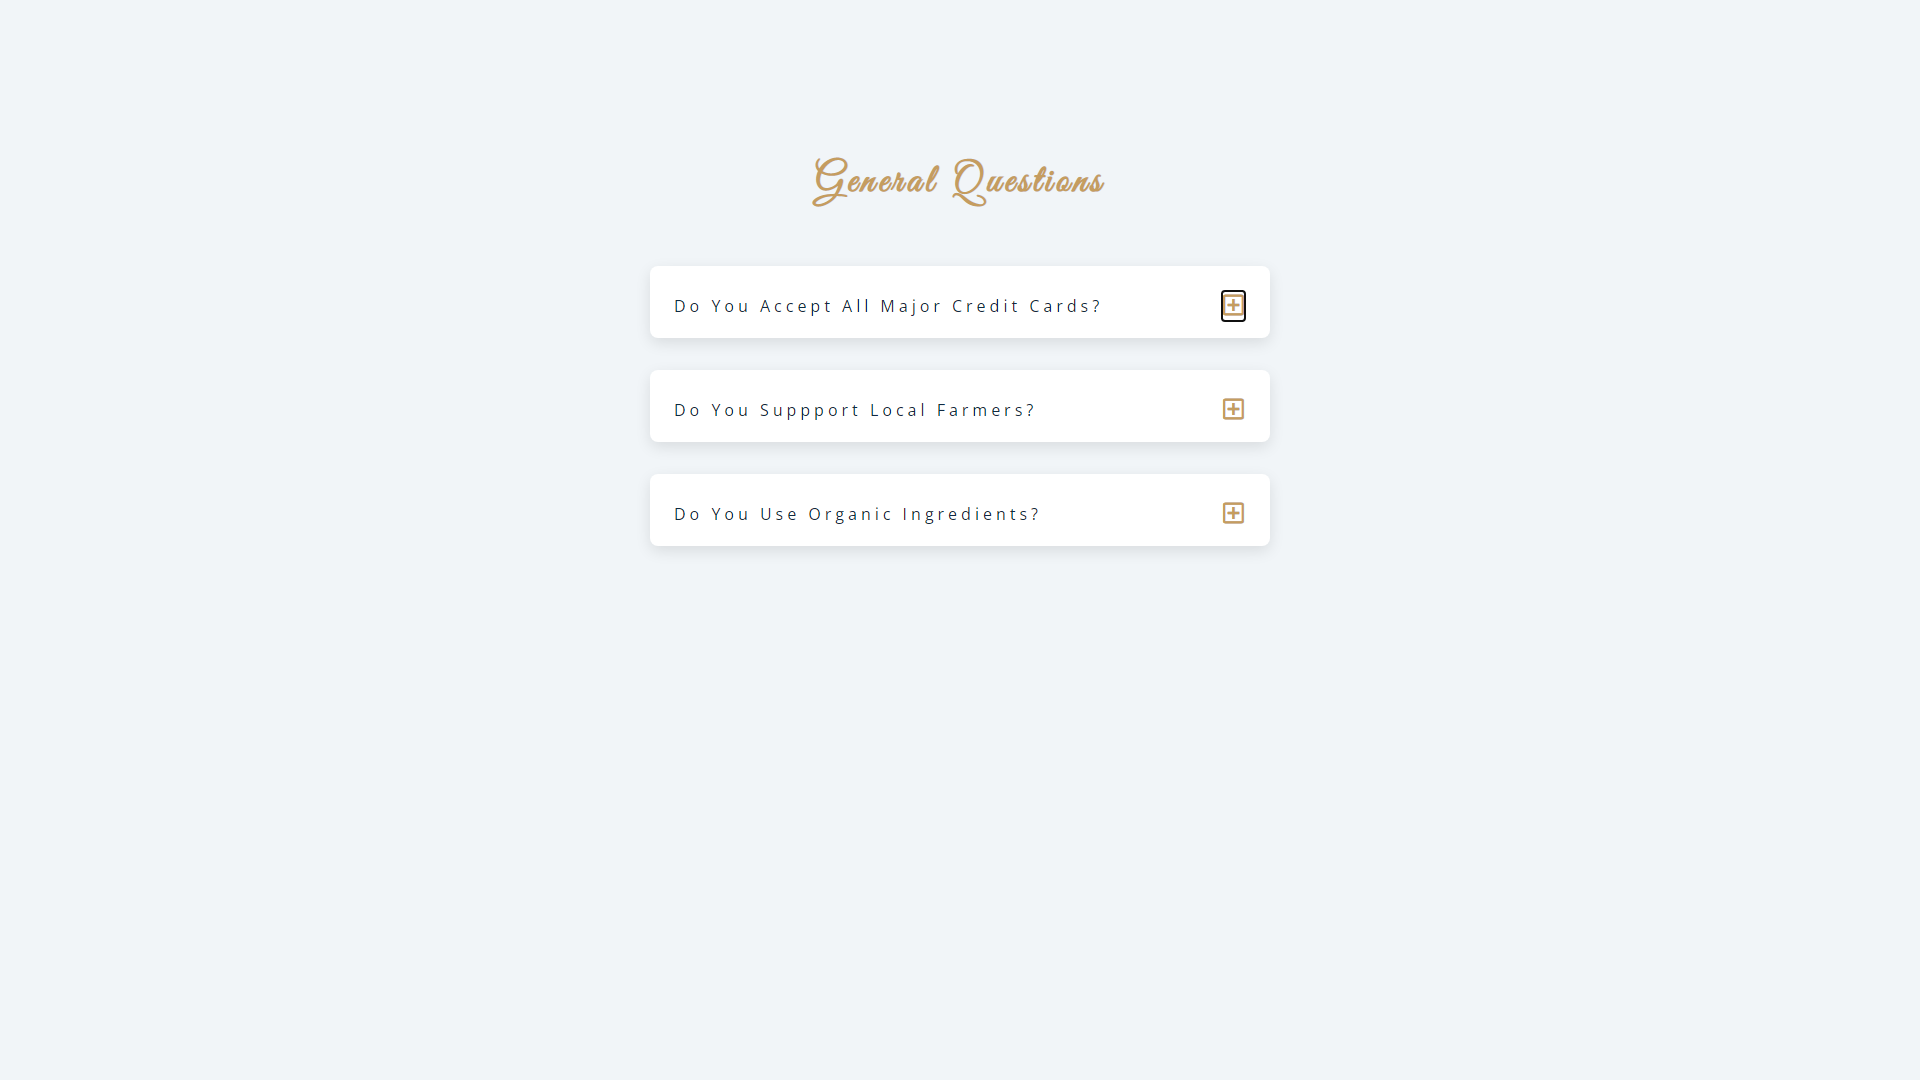 General Questions
Do You Accept All Major Credit Cards?
Do You Suppport Local Farmers?
Do You Use Organic Ingredients?